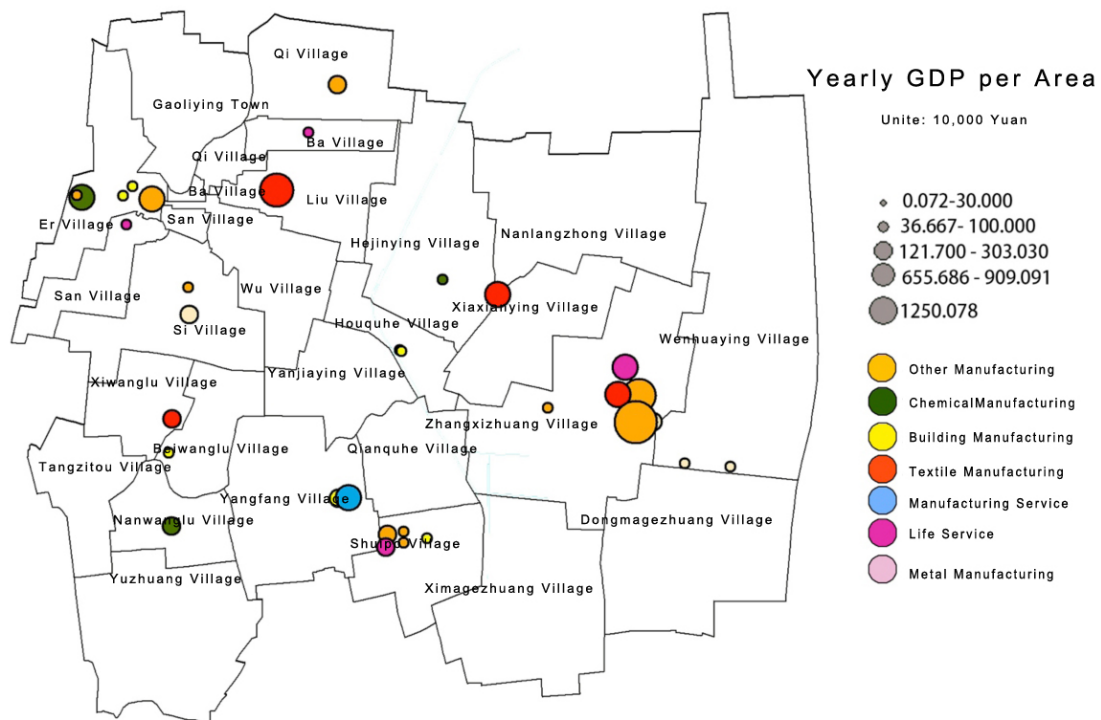 Qi Village
Yearly GDP per Area
Gaoliying Town
Unite: 10,000 Yuan
Ba Village
Qi Village
Ba Village
Liu Village
0.072-30.000
San Village
Er Village
36.667- 100.000
Nanlangzhong Village
Hejinying Village
121.700 - 303.030
655.686 - 909.091
Wu Village
San Village
Xiaxianying Village
1250.078
Houquhe Village
Si Village
Wenhuaying Village
Other Manufacturing
Yanjiaying Village
Xiwanglu Village
ChemicalManufacturing
Zhangxizhuang Village
Building Manufacturing
Beiwanglu Village
Qianquhe Village
Tangzitou Village
Textile Manufacturing
Yangfang Village
Manufacturing Service
Nanwanglu Village
Dongmagezhuang Village
Life Service
Shuipo Village
Metal Manufacturing
Yuzhuang Village
Ximagezhuang Village